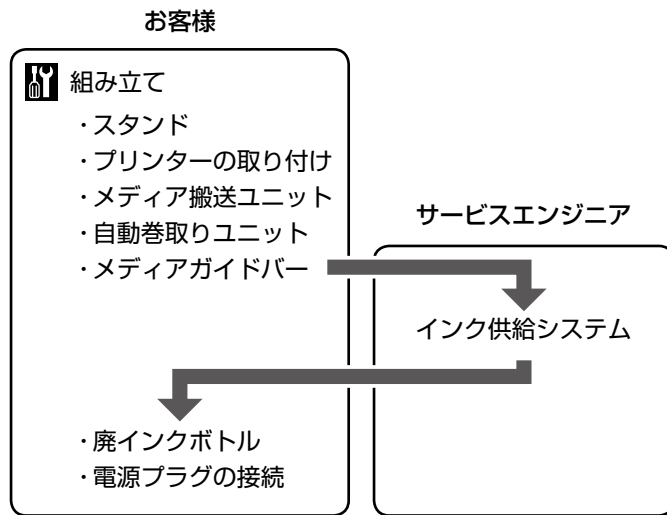 お客様
組み立て
・スタンド
・プリンターの取り付け
・メディア搬送ユニット
・自動巻取りユニット
・メディアガイドバー
サービスエンジニア
インク供給システム
・廃インクボトル
・電源プラグの接続